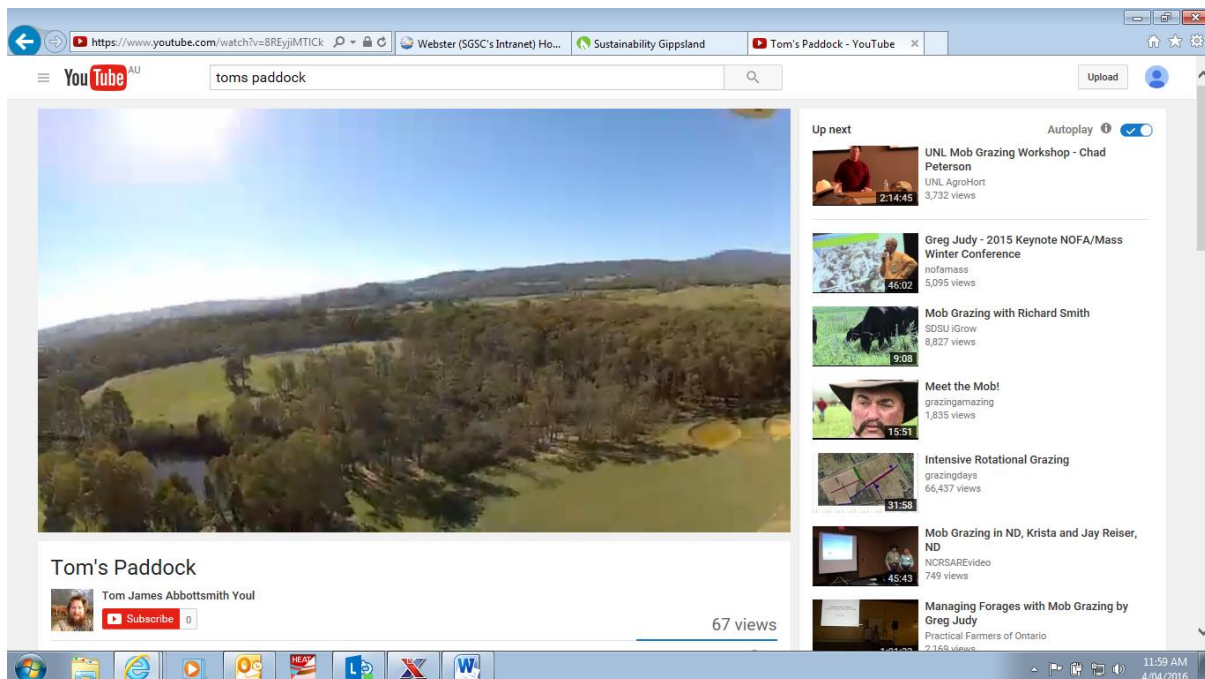 https://www.youtube.com/watch?v=8REyjiMTICk
Webster (SGSC's Intranet) Ho...
Sustainability Gippsland
Tom's Paddock - YouTube
YouTube AU
toms paddock
Upload
Up next
Autoplay
UNL Mob Grazing Workshop - Chad
Peterson
UNL AgroHort
3,732 views
2:14:45
Greg Judy - 2015 Keynote NOFA/Mass
Winter Conference
nofamass
5,095 views
46:02
Mob Grazing with Richard Smith
SDSU iGrow
8,827 views
9:08
Meet the Mob!
grazingamazing
1,835 views
15:51
Intensive Rotational Grazing
grazingdays
66,437 views
31:58
Mob Grazing in ND, Krista and Jay Reiser,
ND
NCRSAREvideo
749 views
45:43
Managing Forages with Mob Grazing by
Greg Judy
Practical Farmers of Ontario
2,169 views
Tom's Paddock
Tom James Abbottsmith Youl
Subscribe 0
67 views
HEAT
11:59 AM
4/04/2016